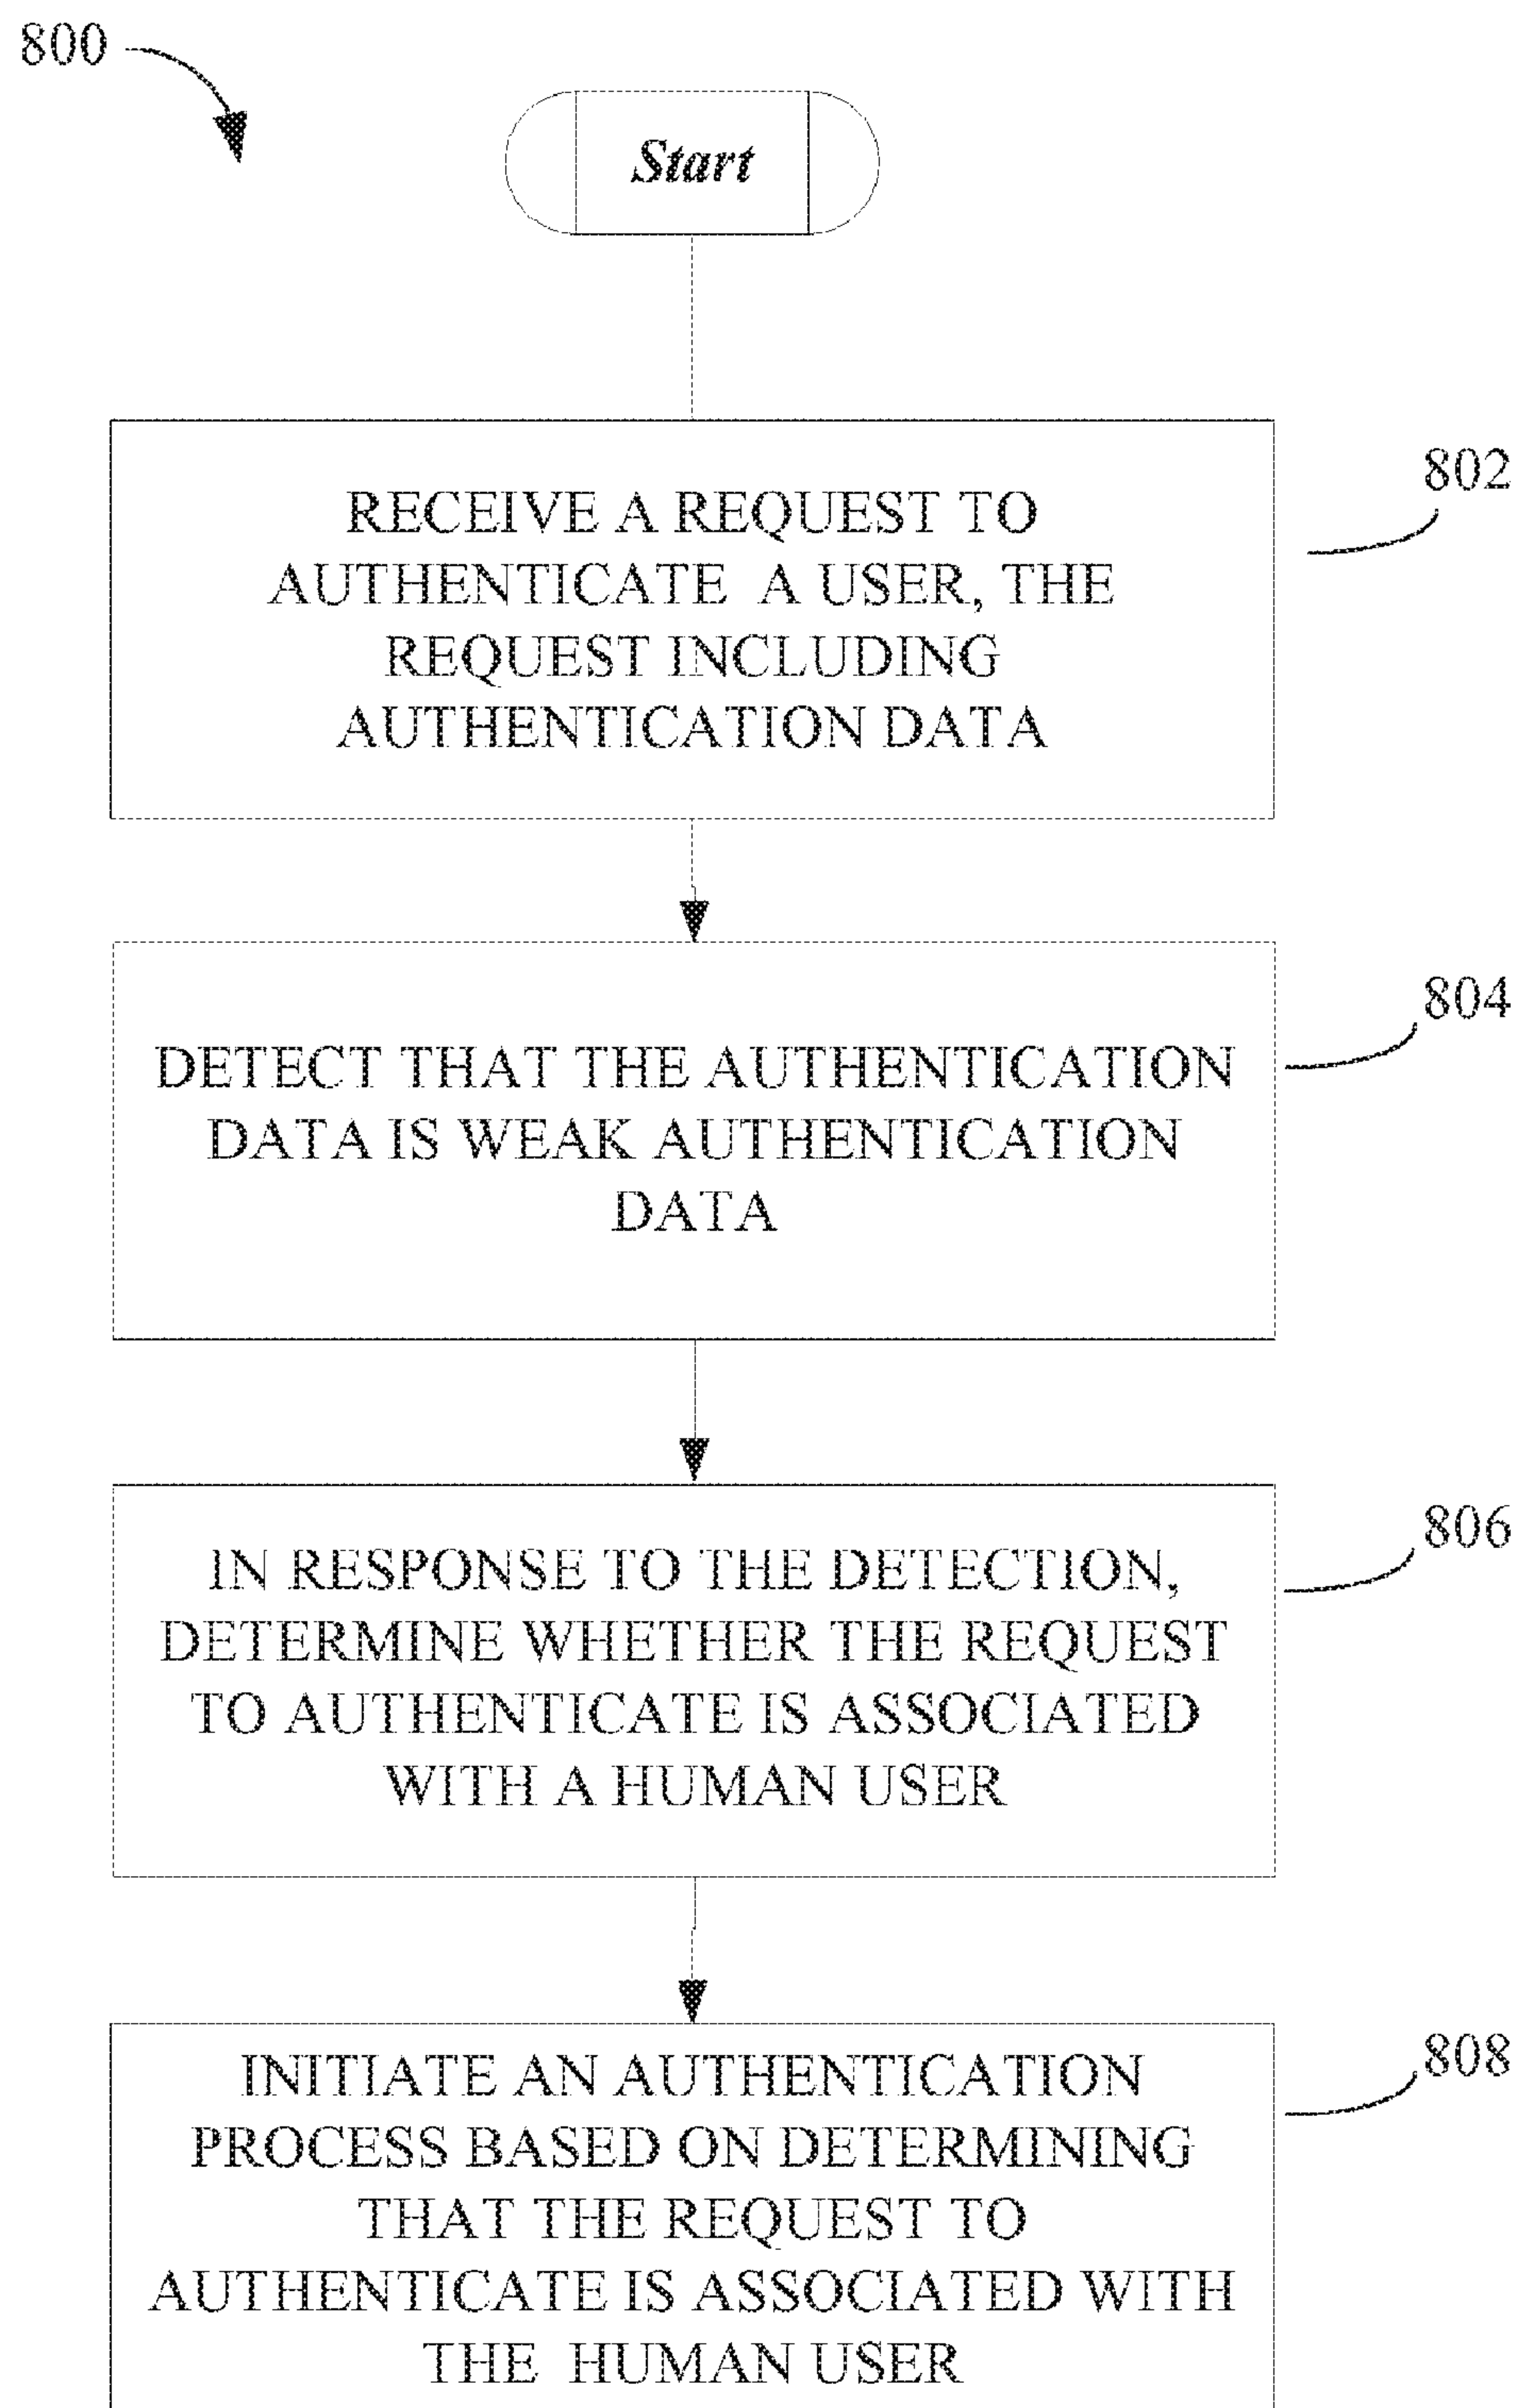 800
Start
802
RECEIVE A REQUEST TO
AUTHENTICATE A USER, THE
REQUEST INCLUDING
AUTHENTICATION DATA
804
DETECT THAT THE AUTHENTICATION
DATA IS WEAK AUTHENTICATION
DATA
806
IN RESPONSE TO THE DETECTION,
DETERMINE WHETHER THE REQUEST
TO AUTHENTICATE IS ASSOCIATED
WITH A HUMAN USER
808
INITIATE AN AUTHENTICATION
PROCESS BASED ON DETERMINING
THAT THE REQUEST TO
AUTHENTICATE IS ASSOCIATED WITH
THE HUMAN USER